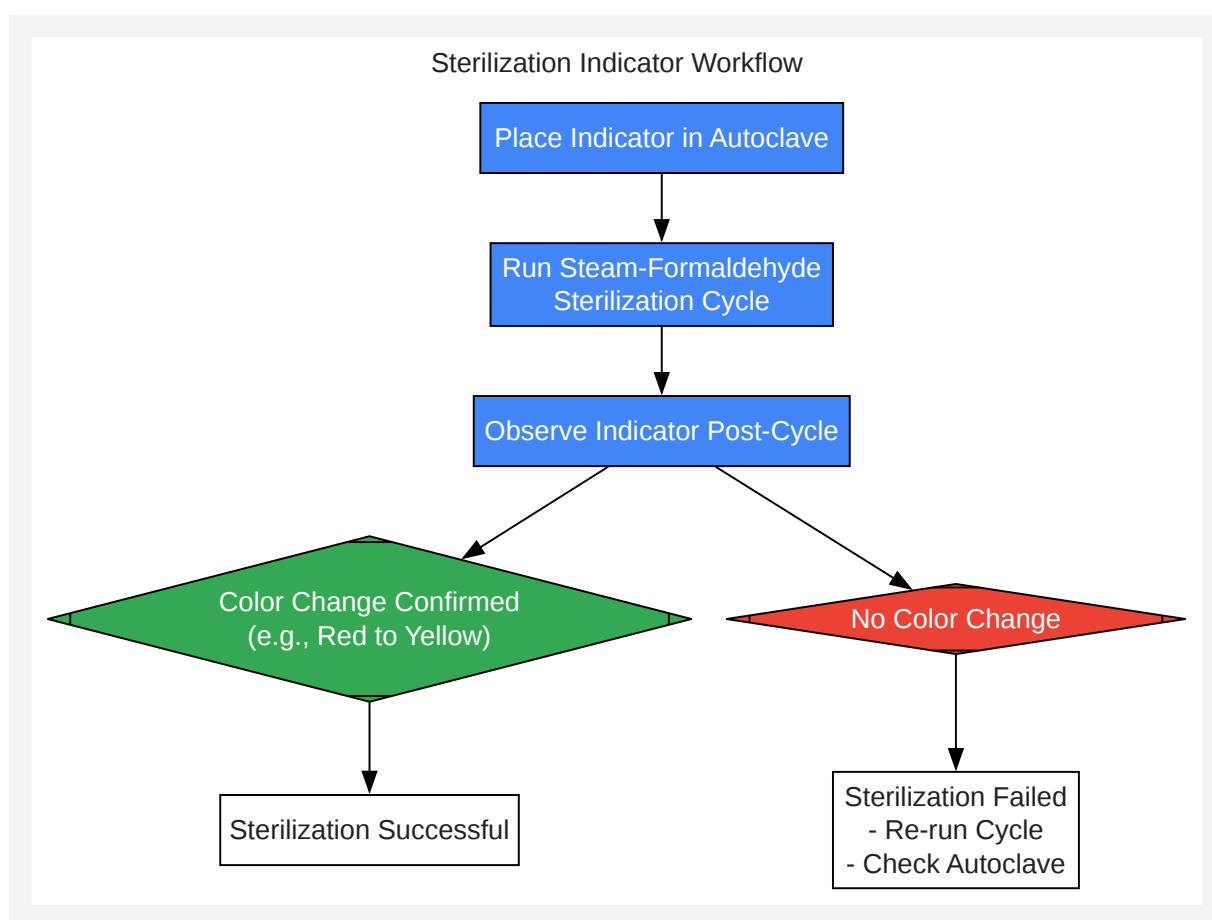 Sterilization Indicator Workflow
Place Indicator in Autoclave
Run Steam-Formaldehyde
Sterilization Cycle
Observe Indicator Post-Cycle
Color Change Confirmed
(e.g., Red to Yellow)
No Color Change
Sterilization Successful
Sterilization Failed
- Re-run Cycle
- Check Autoclave